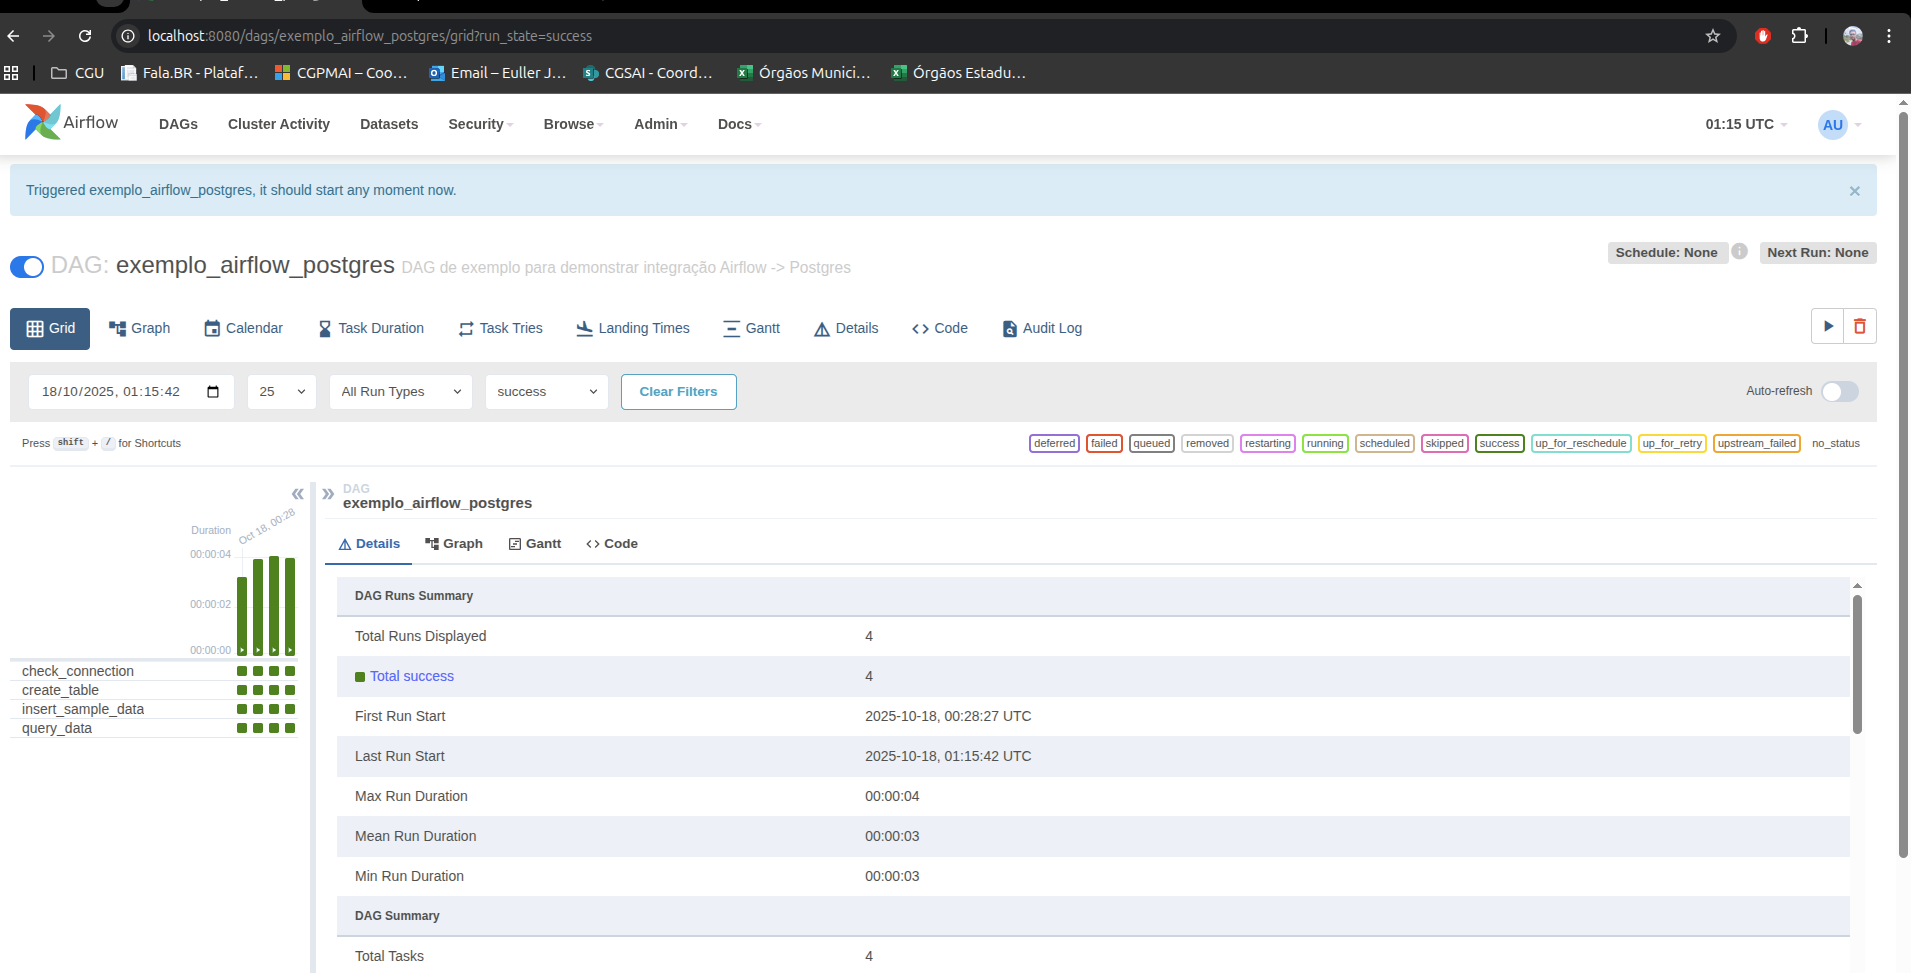 localhost:8080/dags/exemplo_airflow_postgres/grid?run_state=success
CGU Fala.BR - Plataf... CGPMAI – Coo... Email – Euller J... CGSAI - Coord... Órgãos Munici... Órgãos Estadu...
Airflow DAGs Cluster Activity Datasets Security Browse Admin Docs 01:15 UTC AU
Triggered exemplo_airflow_postgres, it should start any moment now. ×
Schedule: None Next Run: None
DAG: exemplo_airflow_postgres DAG de exemplo para demonstrar integração Airflow -> Postgres
Grid Graph Calendar Task Duration Task Tries Landing Times Gantt Details Code Audit Log
18/10/2025, 01:15:42 25 All Run Types success Clear Filters Auto-refresh
Press shift + / for Shortcuts deferred failed queued removed restarting running scheduled skipped success up_for_reschedule up_for_retry upstream_failed no_status
DAG
exemplo_airflow_postgres
Duration Oct 18, 00:28
00:00:04
00:00:02
00:00:00
check_connection
create_table
insert_sample_data
query_data
Details Graph Gantt Code
DAG Runs Summary
Total Runs Displayed 4
Total success 4
First Run Start 2025-10-18, 00:28:27 UTC
Last Run Start 2025-10-18, 01:15:42 UTC
Max Run Duration 00:00:04
Mean Run Duration 00:00:03
Min Run Duration 00:00:03
DAG Summary
Total Tasks 4